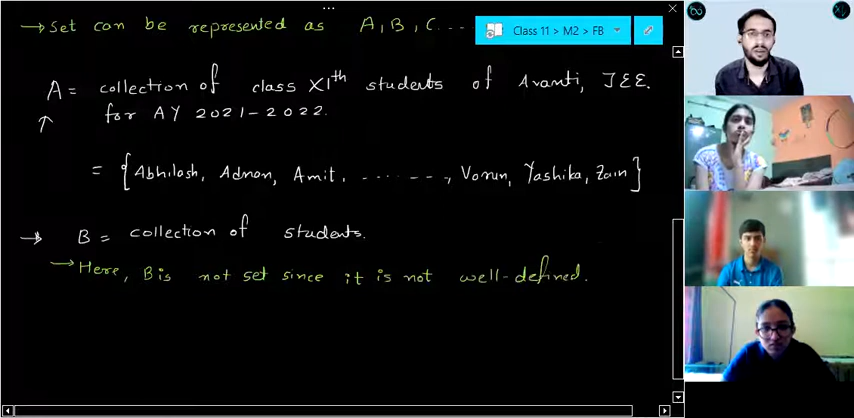 → Set can be represented as A, B, C....
Class 11 > M2 > FB
A = collection of class XIth students of Avanti, JEE.
for AY 2021-2022.
= {Abhilash, Adnan, Amit, ........, Varun, Yashika, Zain}
→ B = collection of students.
→ Here, B is not set since it is not well-defined.